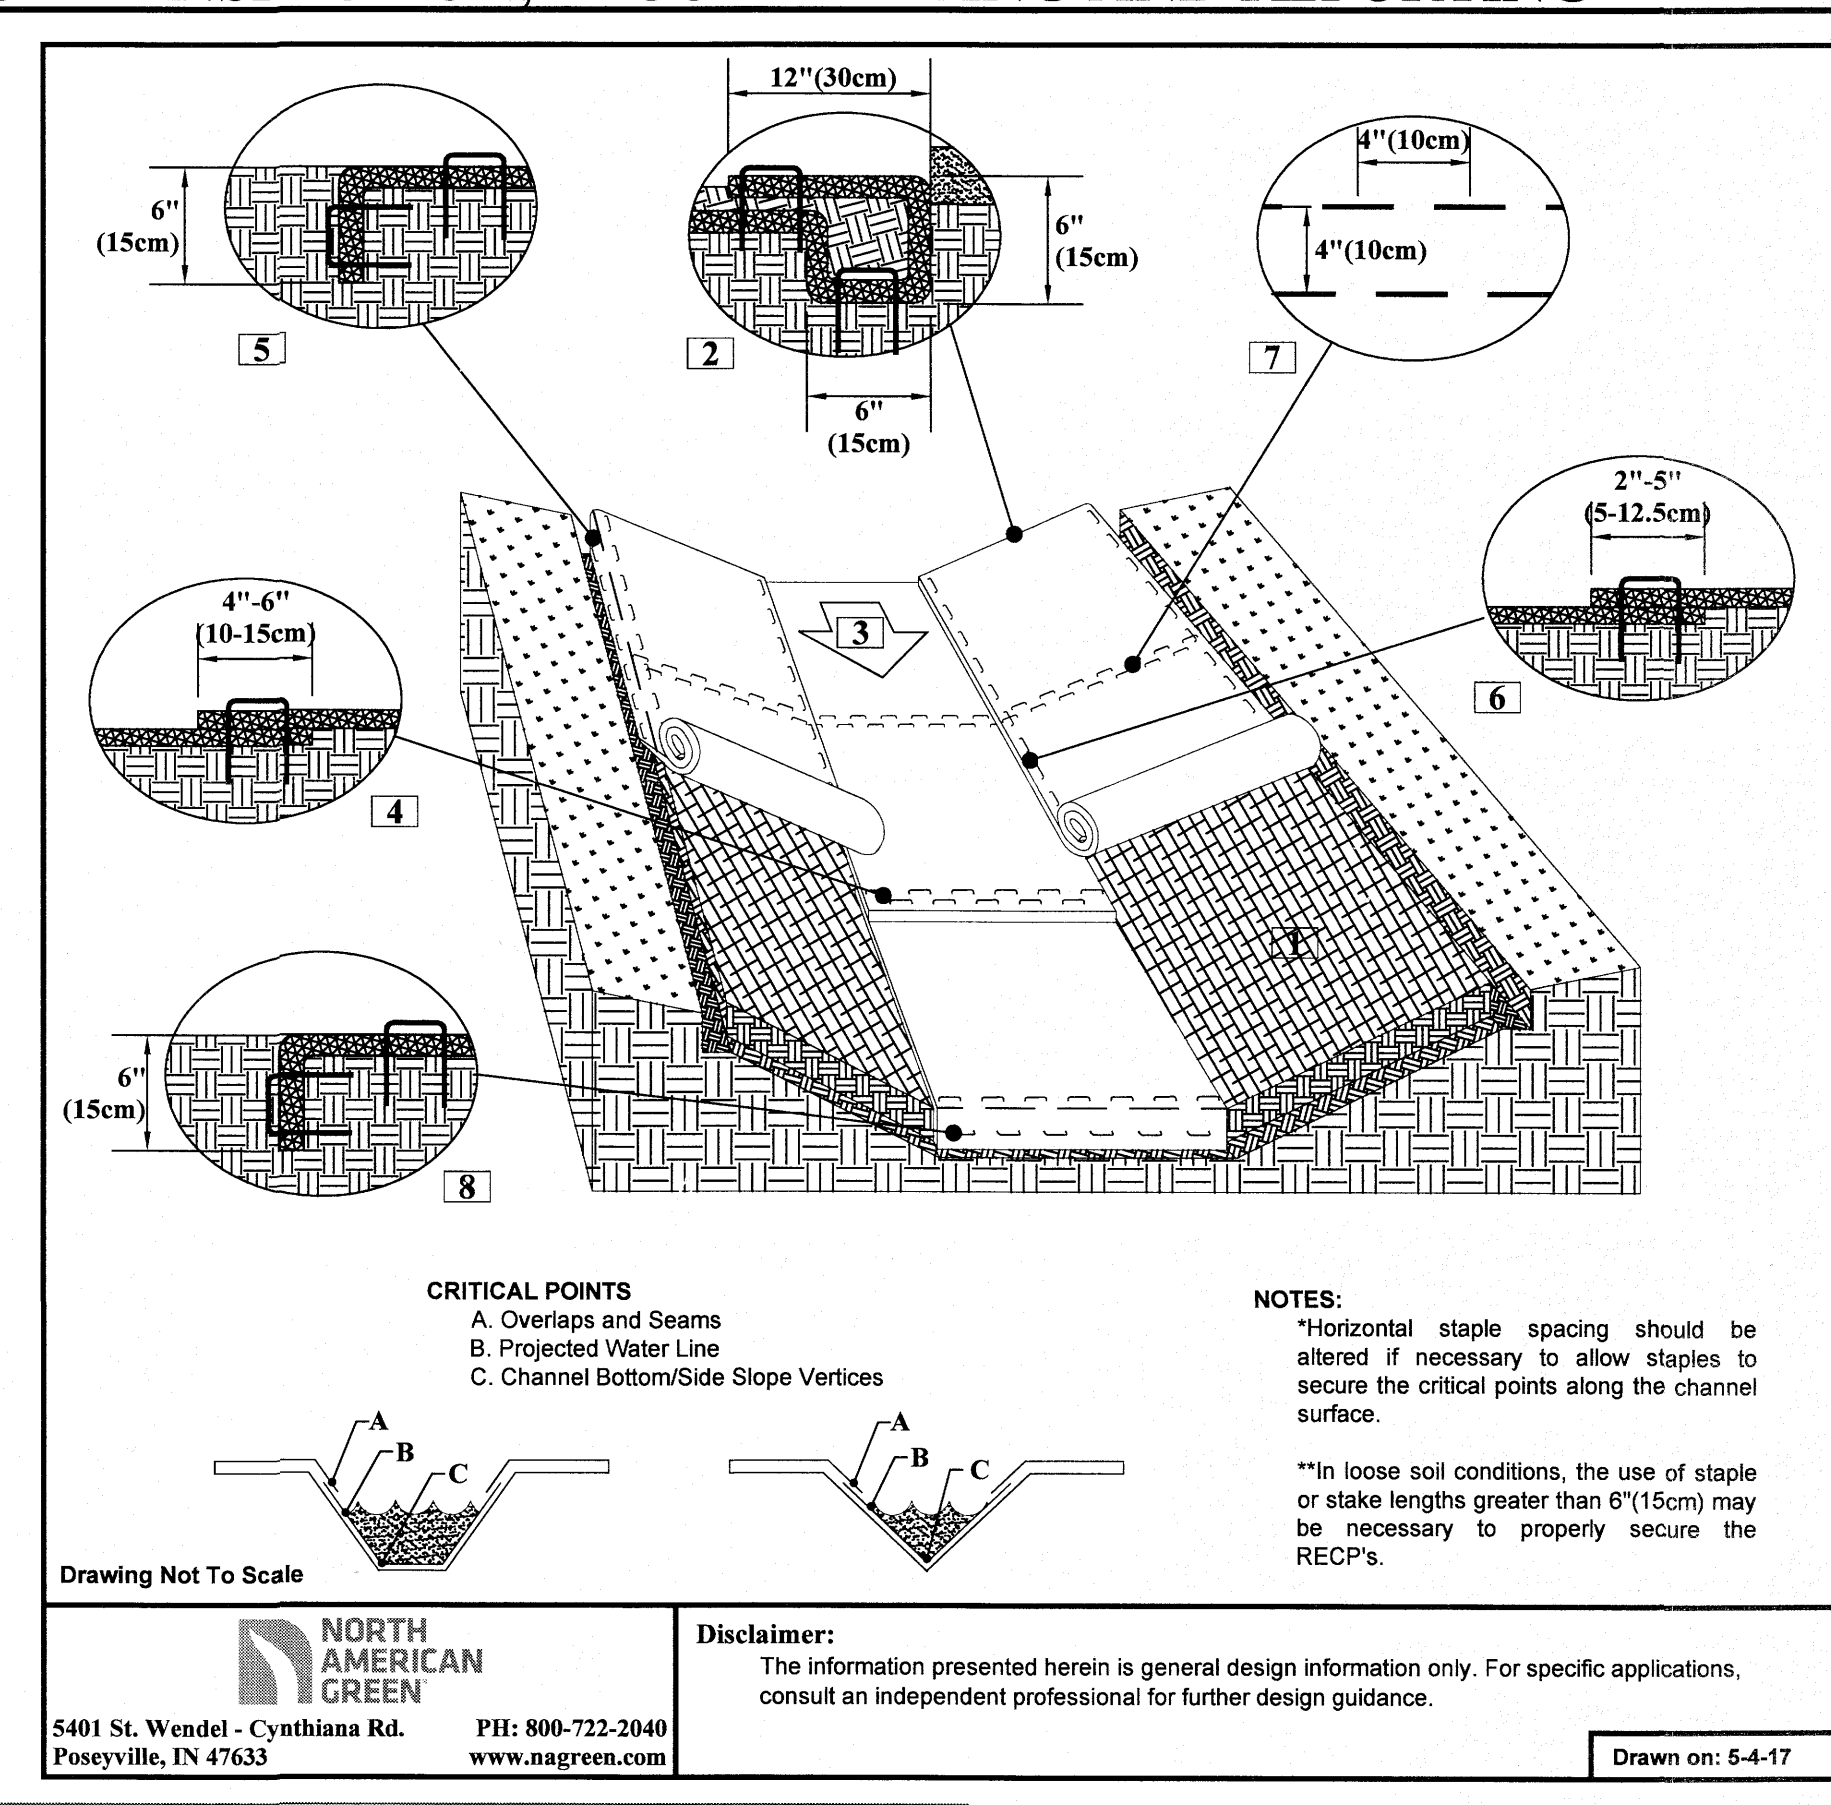 12"(30cm)
6"
(15cm)
5
6"
(15cm)
2
6"
(15cm)
4"(10cm)
4"(10cm)
7
2"-5"
(5-12.5cm)
6
4"-6"
(10-15cm)
4
3
1
6"
(15cm)
8
CRITICAL POINTS
A. Overlaps and Seams
B. Projected Water Line
C. Channel Bottom/Side Slope Vertices
A
B
C
A
B
C
Drawing Not To Scale
NOTES:
*Horizontal staple spacing should be
altered if necessary to allow staples to
secure the critical points along the channel
surface.
**In loose soil conditions, the use of staple
or stake lengths greater than 6"(15cm) may
be necessary to properly secure the
RECP's.
NORTH
AMERICAN
GREEN
5401 St. Wendel - Cynthiana Rd.
Poseyville, IN 47633
PH: 800-722-2040
www.nagreen.com
Disclaimer:
The information presented herein is general design information only. For specific applications,
consult an independent professional for further design guidance.
Drawn on: 5-4-17